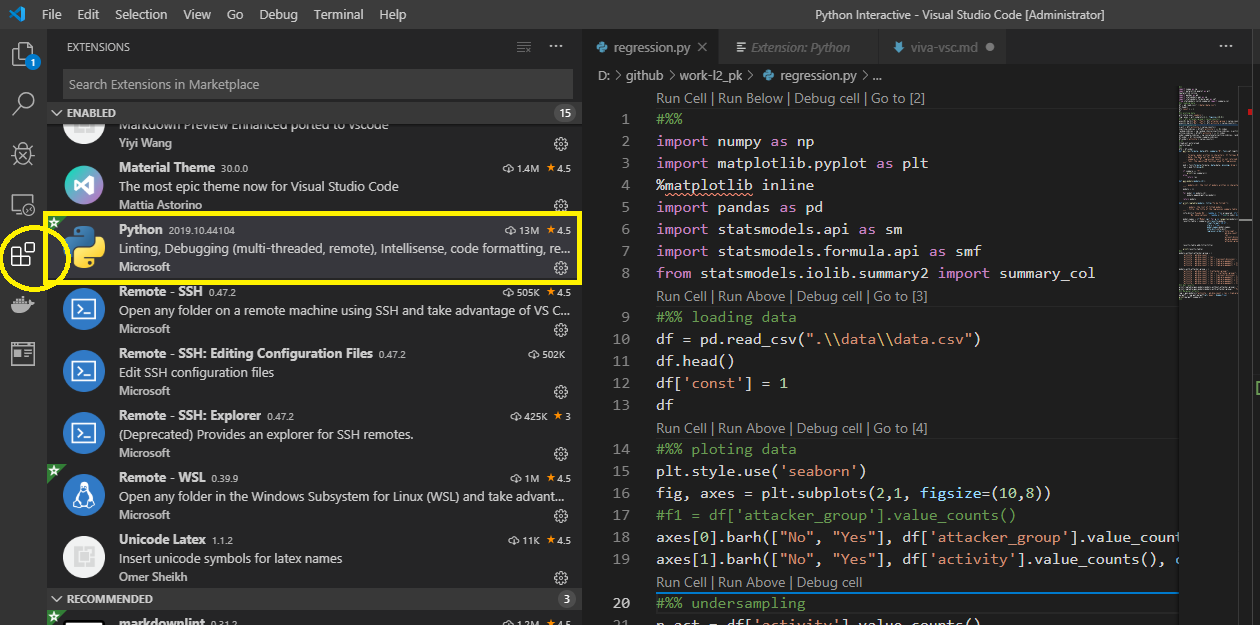 File Edit Selection View Go Debug Terminal Help
Python Interactive - Visual Studio Code [Administrator]
1
EXTENSIONS
Search Extensions in Marketplace
ENABLED 15
Markdown Preview Enhanced ported to vscode
Yiyi Wang
Material Theme 30.0.0 1.4M ★ 4.5
The most epic theme now for Visual Studio Code
Mattia Astorino
Python 2019.10.44104 13M ★ 4.5
Linting, Debugging (multi-threaded, remote), Intellisense, code formatting, re...
Microsoft
Remote - SSH 0.47.2 505K ★ 4.5
Open any folder on a remote machine using SSH and take advantage of VS C...
Microsoft
Remote - SSH: Editing Configuration Files 0.47.2 502K
Edit SSH configuration files
Microsoft
Remote - SSH: Explorer 0.47.2 425K ★ 3
(Deprecated) Provides an explorer for SSH remotes.
Microsoft
Remote - WSL 0.39.9 1M ★ 4.5
Open any folder in the Windows Subsystem for Linux (WSL) and take advant...
Microsoft
Unicode Latex 1.1.2 11K ★ 4.5
Insert unicode symbols for latex names
Omer Sheikh
RECOMMENDED 3
markdownlint 0.31.2 1.2M ★ 4.5
regression.py Extension: Python viva-vsc.md
D: > github > work-l2_pk > regression.py > ...
Run Cell | Run Below | Debug cell | Go to [2]
1 #%%
2 import numpy as np
3 import matplotlib.pyplot as plt
4 %matplotlib inline
5 import pandas as pd
6 import statsmodels.api as sm
7 import statsmodels.formula.api as smf
8 from statsmodels.iolib.summary2 import summary_col
Run Cell | Run Above | Debug cell | Go to [3]
9 #%% loading data
10 df = pd.read_csv(".\\data\\data.csv")
11 df.head()
12 df['const'] = 1
13 df
Run Cell | Run Above | Debug cell | Go to [4]
14 #%% ploting data
15 plt.style.use('seaborn')
16 fig, axes = plt.subplots(2,1, figsize=(10,8))
17 #f1 = df['attacker_group'].value_counts()
18 axes[0].barh(["No", "Yes"], df['attacker_group'].value_count
19 axes[1].barh(["No", "Yes"], df['activity'].value_counts(), c
Run Cell | Run Above | Debug cell
20 #%% undersampling
21 n_act = df['activity'].value_counts()